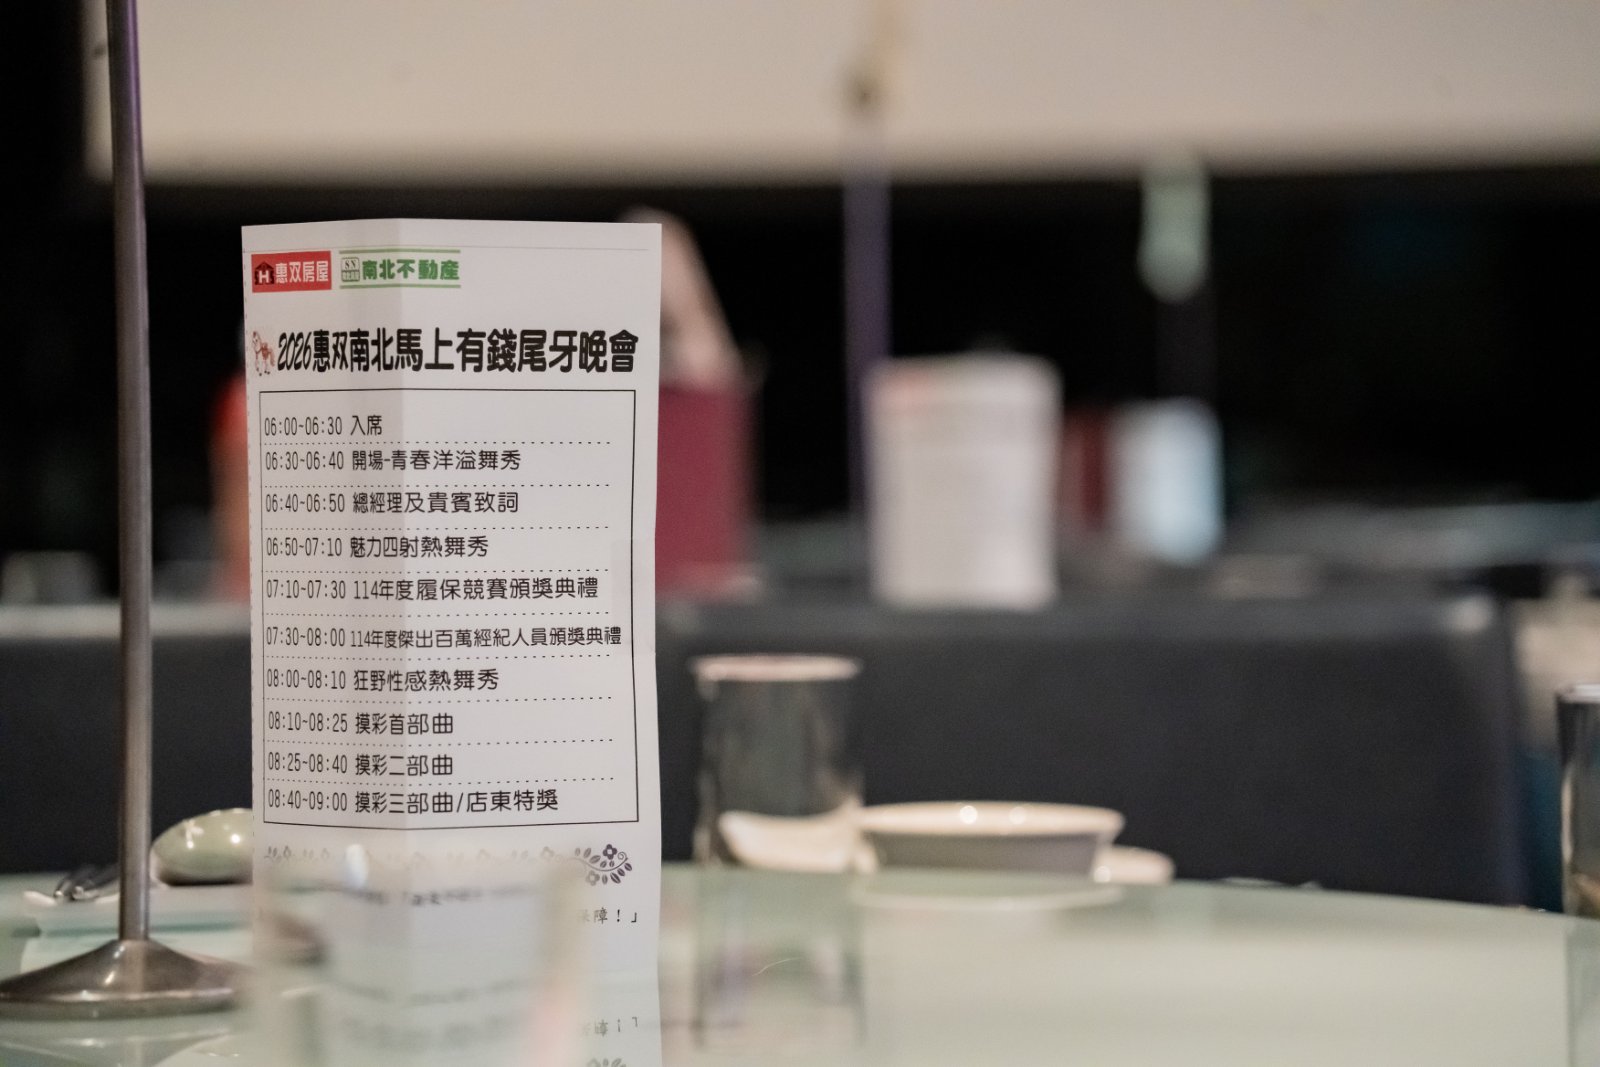 惠双房屋 SN 南北不動產
2026惠双南北馬上有錢尾牙晚會
06:00~06:30 入席
06:30~06:40 開場-青春洋溢舞秀
06:40~06:50 總經理及貴賓致詞
06:50~07:10 魅力四射熱舞秀
07:10~07:30 114年度履保競賽頒獎典禮
07:30~08:00 114年度傑出百萬經紀人員頒獎典禮
08:00~08:10 狂野性感熱舞秀
08:10~08:25 摸彩首部曲
08:25~08:40 摸彩二部曲
08:40~09:00 摸彩三部曲/店東特獎
障！」